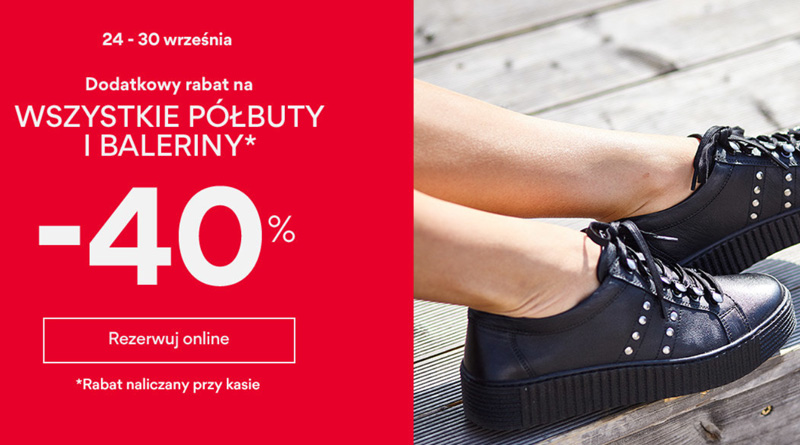 24 - 30 września
Dodatkowy rabat na
WSZYSTKIE PÓŁBUTY
I BALERINY*
-40%
Rezerwuj online
*Rabat naliczany przy kasie